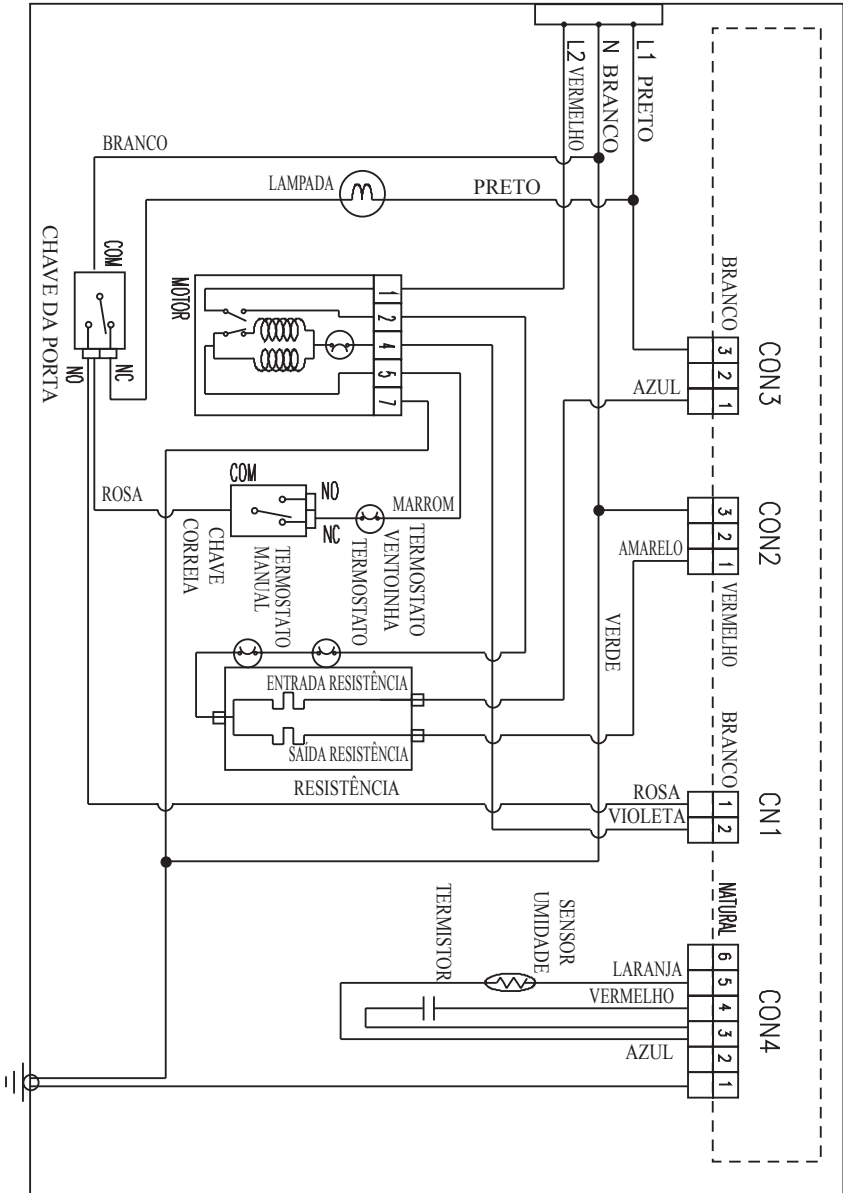 L2 VERMELHO
N BRANCO
L1 PRETO
BRANCO
LAMPADA
PRETO
COM
NC
NO
CHAVE DA PORTA
MOTOR
1
2
4
5
7
BRANCO
CON3
3
2
1
AZUL
ROSA
COM
NO
NC
CHAVE
CORREIA
MARROM
TERMOSTATO
MANUAL
TERMOSTATO
TERMOSTATO
VENTOINHA
CON2
3
2
1
AMARELO
VERMELHO
VERDE
ENTRADA RESISTÊNCIA
SAÍDA RESISTÊNCIA
RESISTÊNCIA
BRANCO
CN1
ROSA
1
VIOLETA
2
TERMISTOR
SENSOR
UMIDADE
NATURAL
CON4
6
LARANJA
5
VERMELHO
4
3
AZUL
2
1